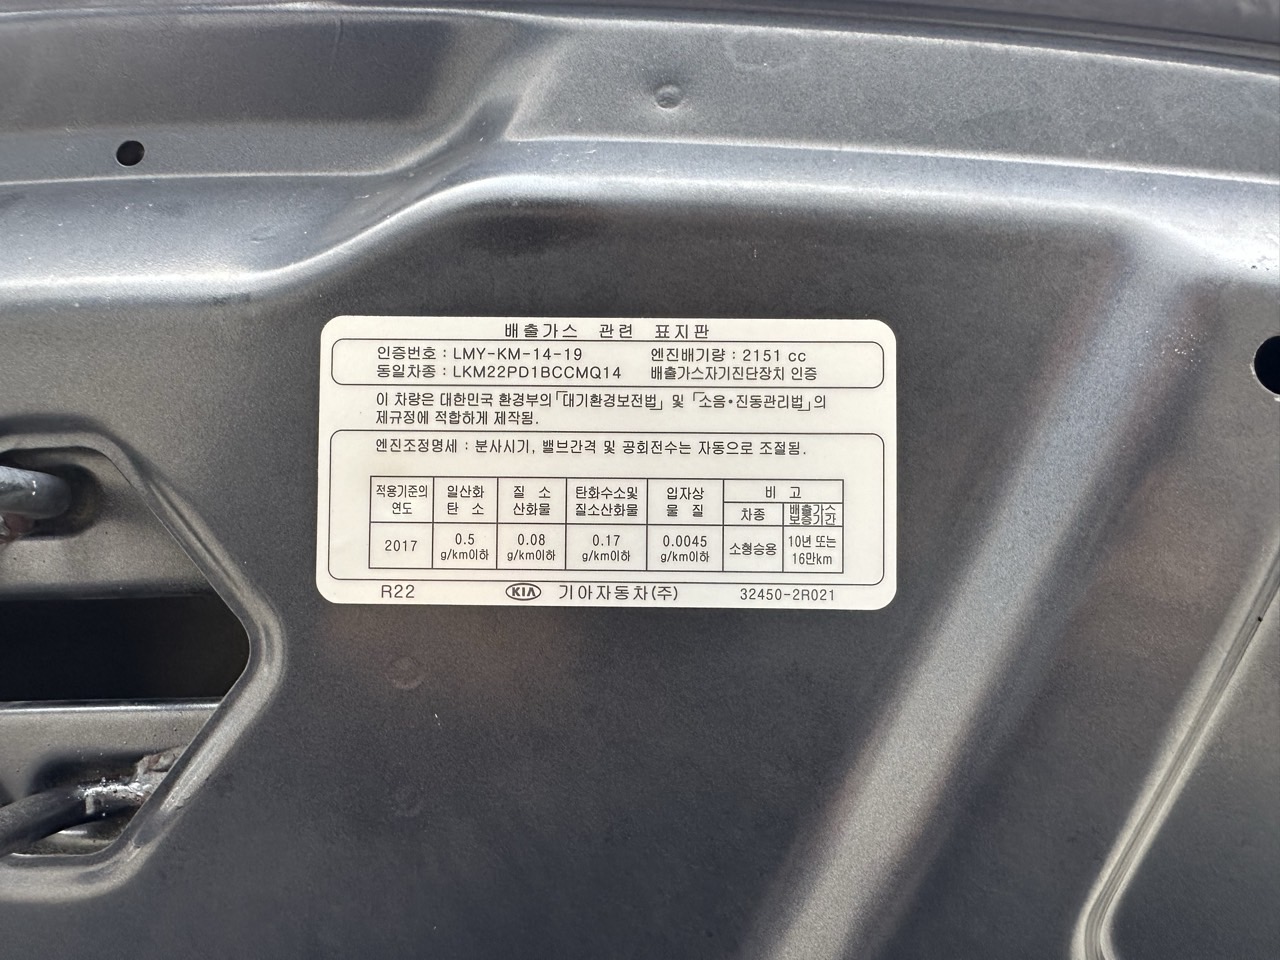 배출가스 관련 표지판
인증번호 : LMY-KM-14-19 엔진배기량 : 2151 cc
동일차종 : LKM22PD1BCCMQ14 배출가스자기진단장치 인증
이 차량은 대한민국 환경부의「대기환경보전법」및「소음•진동관리법」의
제규정에 적합하게 제작됨.
엔진조정명세 : 분사시기, 밸브간격 및 공회전수는 자동으로 조절됨.
적용기준의 일산화 질 소 탄화수소및 입자상 비 고
연도 탄 소 산화물 질소산화물 물 질 차종 배출가스
보증기간
2017 0.5 0.08 0.17 0.0045 소형승용 10년 또는
g/km이하 g/km이하 g/km이하 g/km이하 16만km
R22 KIA 기아자동차(주) 32450-2R021